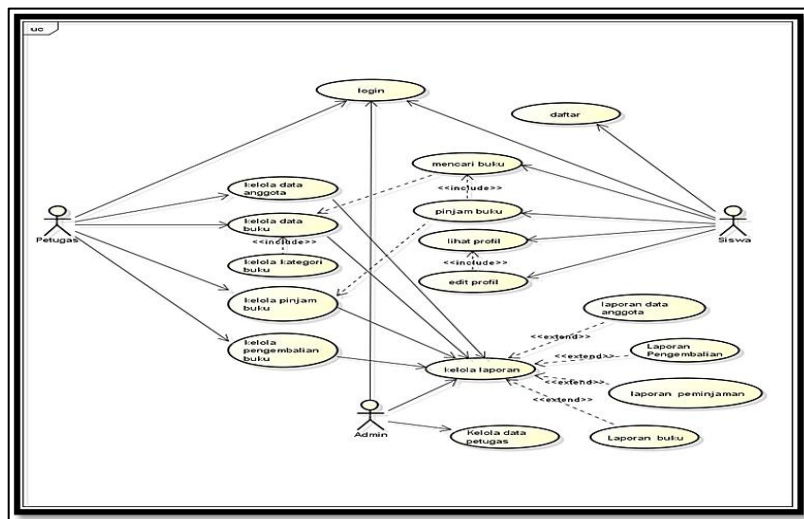 uc
login
daftar
mencari buku
<<include>>
kelola data
anggota
pinjam buku
kelola data
buku
<<include>>
Petugas
Siswa
lihat profil
<<include>>
kelola kategori
buku
edit profil
kelola pinjam
buku
laporan data
anggota
<<extend>>
kelola
pengembalian
buku
Laporan
Pengembalian
<<extend>>
kelola laporan
<<extend>>
laporan peminjaman
<<extend>>
Admin
Kelola data
petugas
Laporan buku